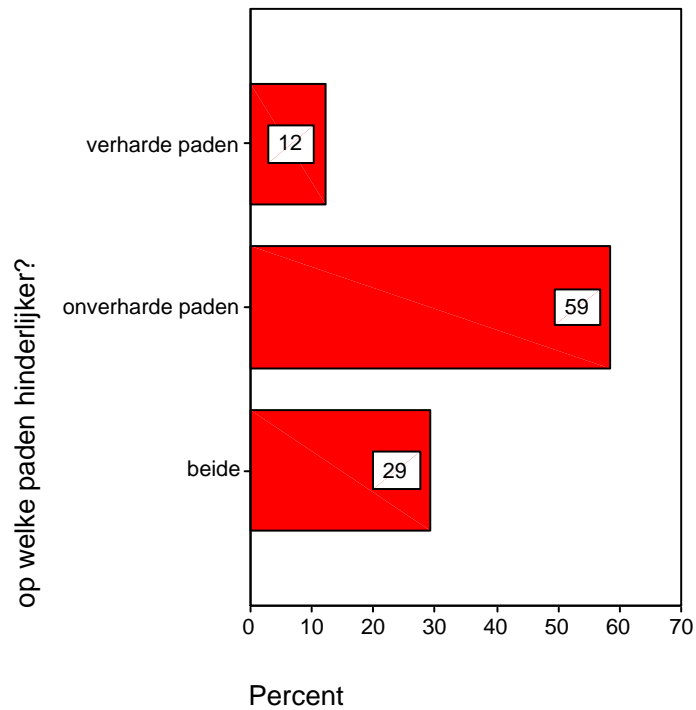 op welke paden hinderlijker?
verharde paden
12
onverharde paden
59
beide
29
0 10 20 30 40 50 60 70
Percent